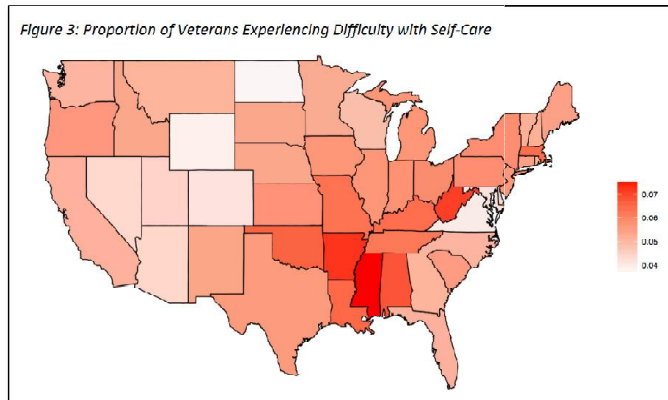 Figure 3: Proportion of Veterans Experiencing Difficulty with Self-Care
0.07
0.06
0.05
0.04